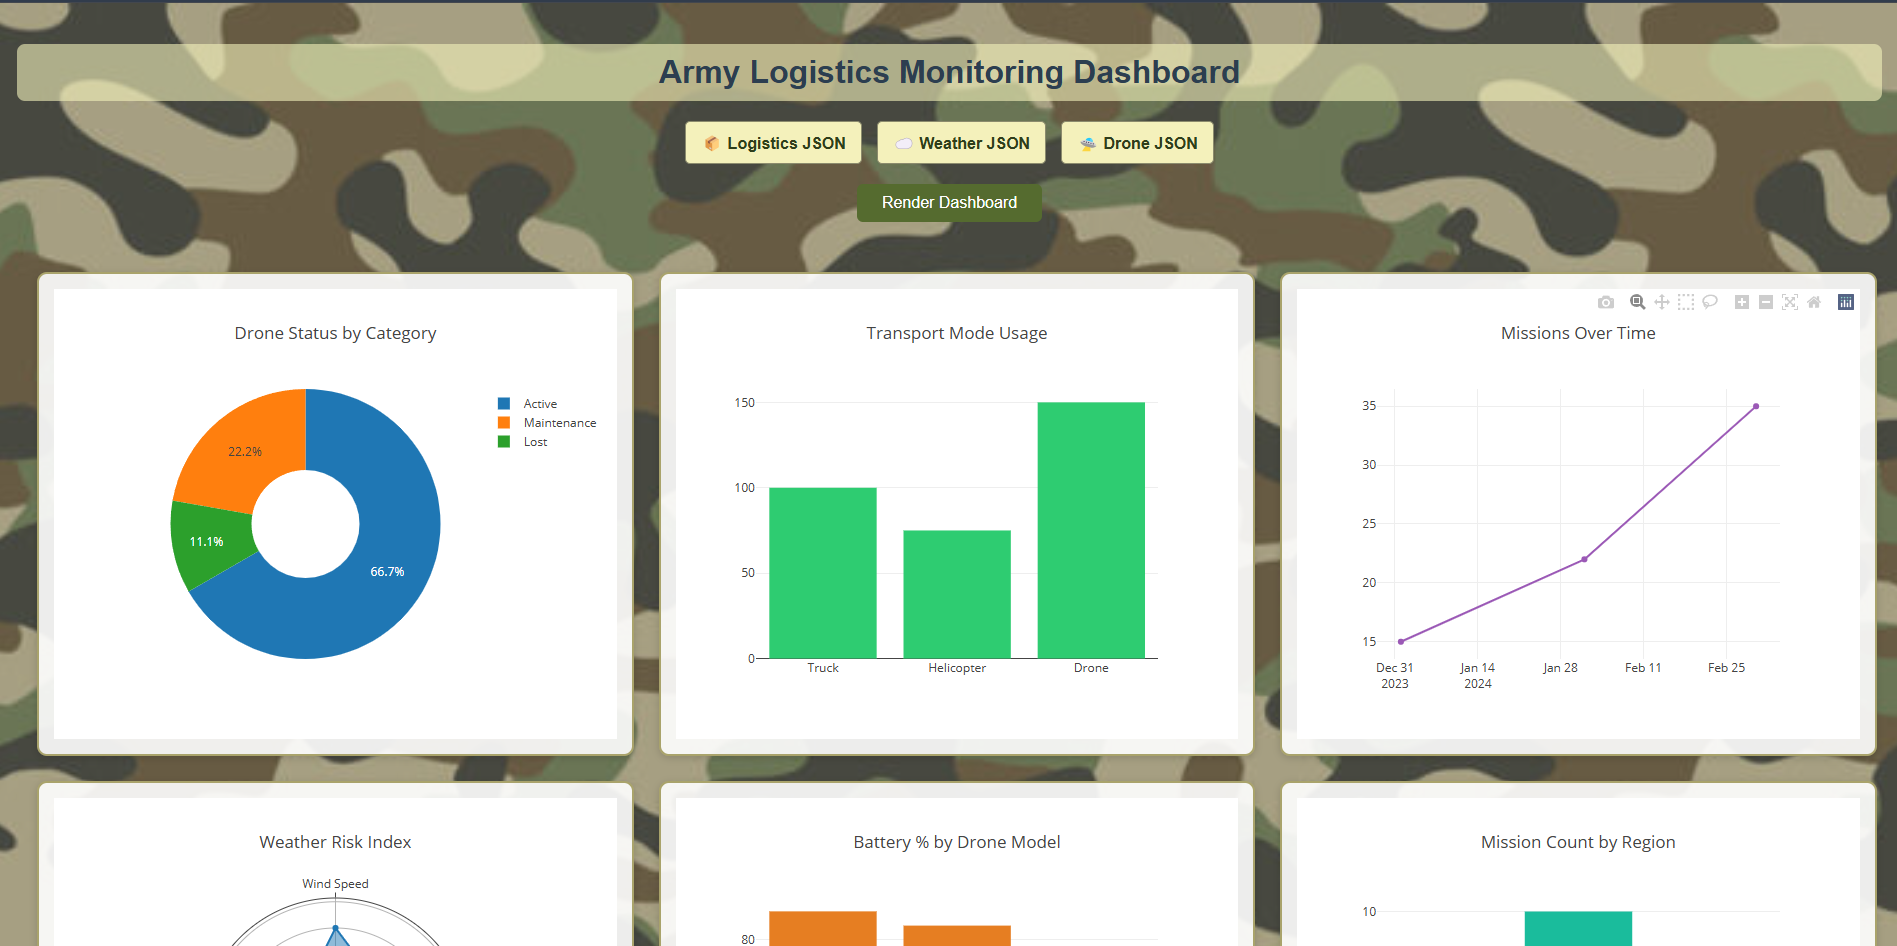 Army Logistics Monitoring Dashboard
Logistics JSON
Weather JSON
Drone JSON
Render Dashboard
Drone Status by Category
Active
Maintenance
Lost
22.2%
11.1%
66.7%
Transport Mode Usage
150
100
50
0
Truck
Helicopter
Drone
Missions Over Time
35
30
25
20
15
Dec 31
2023
Jan 14
2024
Jan 28
Feb 11
Feb 25
Weather Risk Index
Wind Speed
Battery % by Drone Model
80
Mission Count by Region
10